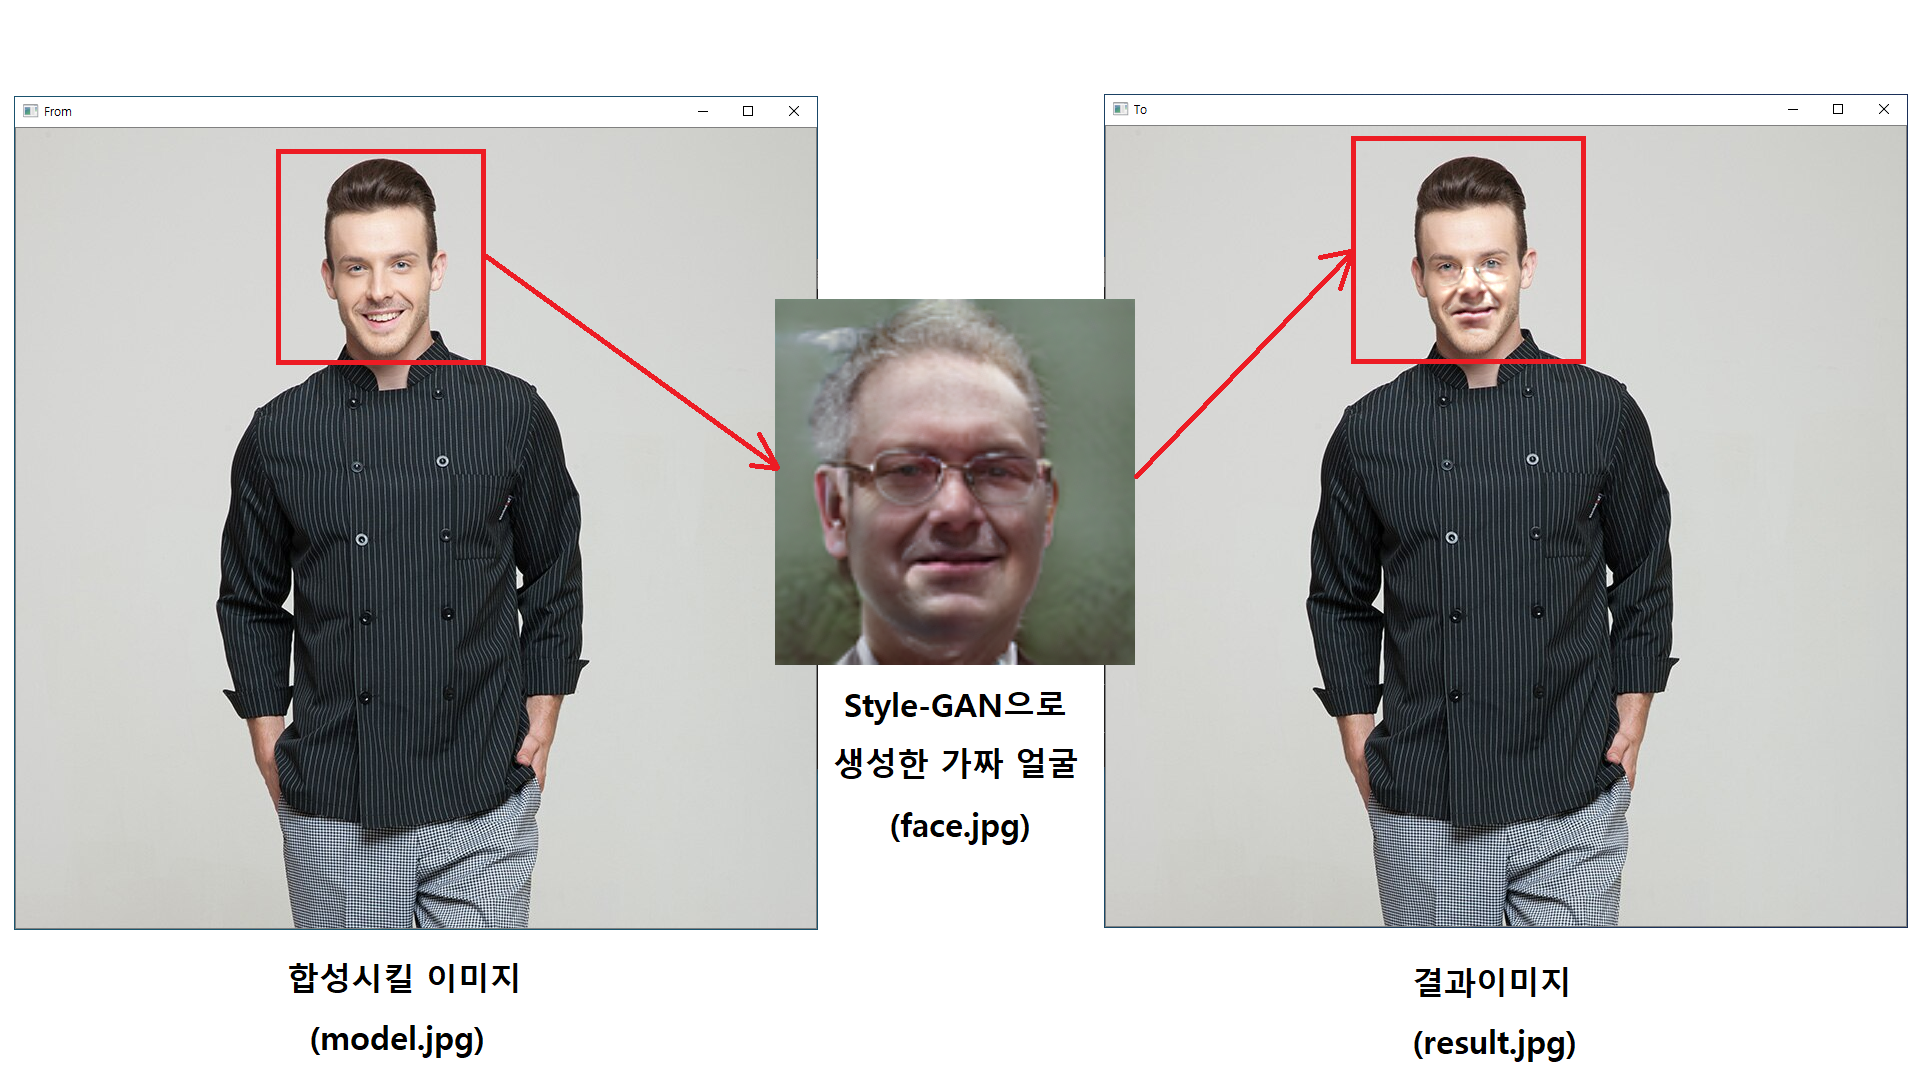 From
To
Style-GAN으로
생성한 가짜 얼굴
(face.jpg)
합성시킬 이미지
(model.jpg)
결과이미지
(result.jpg)